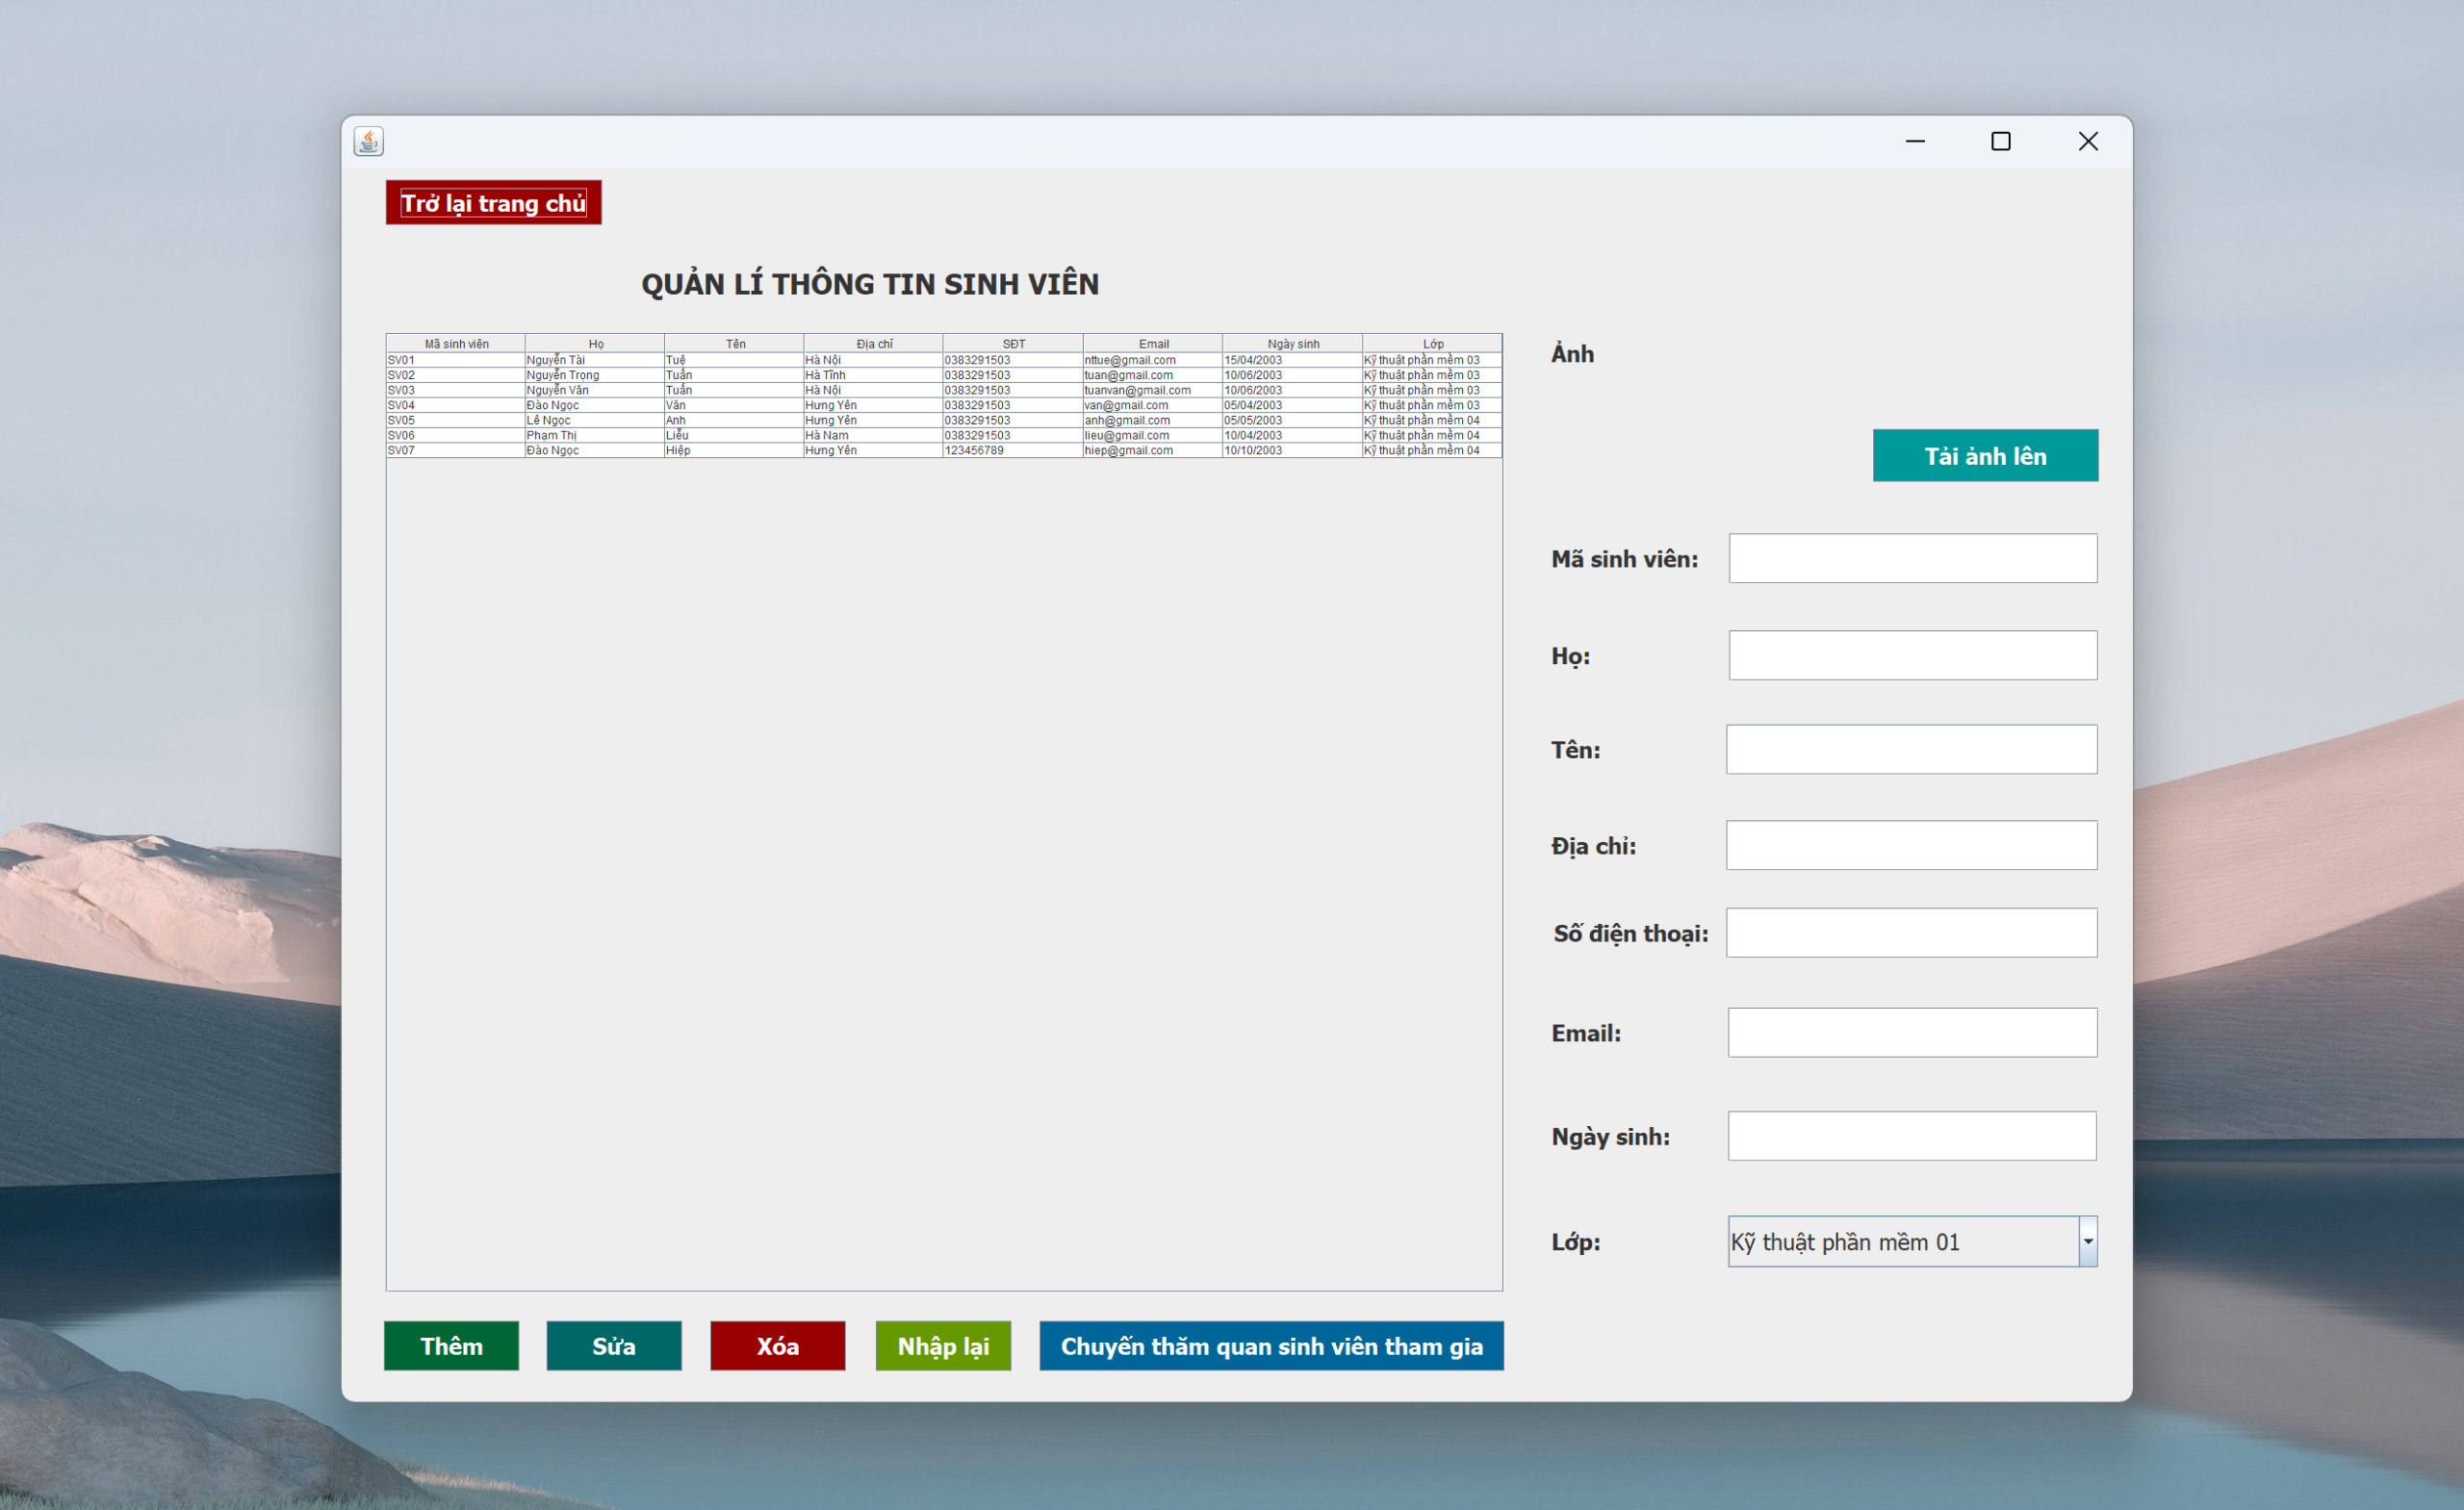 Trở lại trang chủ
QUẢN LÍ THÔNG TIN SINH VIÊN
Mã sinh viên Họ Tên Địa chỉ SĐT Email Ngày sinh Lớp
SV01 Nguyễn Tài Tuệ Hà Nội 0383291503 nttue@gmail.com 15/04/2003 Kỹ thuật phần mềm 03
SV02 Nguyễn Trọng Tuấn Hà Tĩnh 0383291503 tuan@gmail.com 10/06/2003 Kỹ thuật phần mềm 03
SV03 Nguyễn Văn Tuấn Hà Nội 0383291503 tuanvan@gmail.com 10/06/2003 Kỹ thuật phần mềm 03
SV04 Đào Ngọc Văn Hưng Yên 0383291503 van@gmail.com 05/04/2003 Kỹ thuật phần mềm 03
SV05 Lê Ngọc Anh Hưng Yên 0383291503 anh@gmail.com 05/05/2003 Kỹ thuật phần mềm 04
SV06 Phạm Thị Liễu Hà Nam 0383291503 lieu@gmail.com 10/04/2003 Kỹ thuật phần mềm 04
SV07 Đào Ngọc Hiệp Hưng Yên 123456789 hiep@gmail.com 10/10/2003 Kỹ thuật phần mềm 04
Ảnh
Tải ảnh lên
Mã sinh viên:
Họ:
Tên:
Địa chỉ:
Số điện thoại:
Email:
Ngày sinh:
Lớp: Kỹ thuật phần mềm 01
Thêm Sửa Xóa Nhập lại Chuyến thăm quan sinh viên tham gia